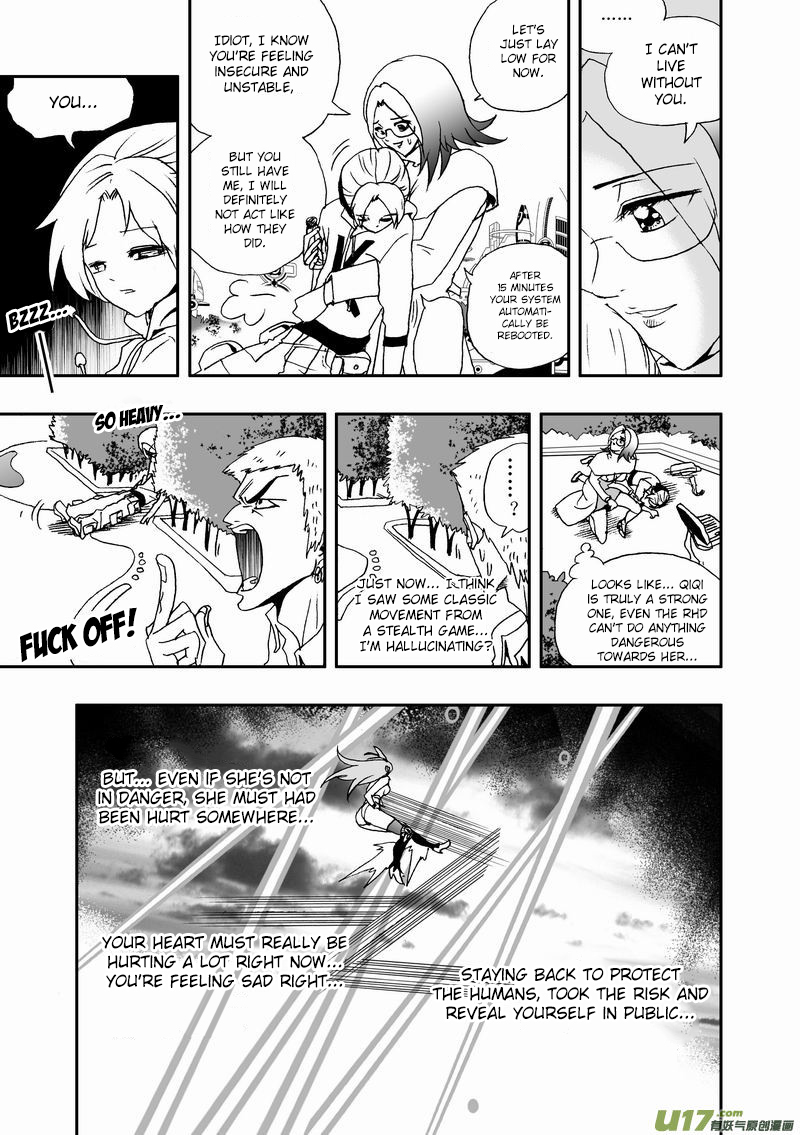 ......
I CAN'T
LIVE
WITHOUT
YOU.
LET'S
JUST LAY
LOW FOR
NOW.
IDIOT, I KNOW
YOU'RE FEELING
INSECURE AND
UNSTABLE,
BUT YOU
STILL HAVE
ME, I WILL
DEFINITELY
NOT ACT LIKE
HOW THEY
DID.
AFTER
15 MINUTES
YOUR SYSTEM
AUTOMATI-
CALLY BE
REBOOTED.
YOU...
BZZZ...
LOOKS LIKE... QIQI
IS TRULY A STRONG
ONE, EVEN THE RHD
CAN'T DO ANYTHING
DANGEROUS
TOWARDS HER...
....?
JUST NOW... I THINK
I SAW SOME CLASSIC
MOVEMENT FROM
A STEALTH GAME...
I'M HALLUCINATING?
SO HEAVY...
FUCK OFF!
BUT... EVEN IF SHE'S NOT
IN DANGER, SHE MUST HAD
BEEN HURT SOMEWHERE...
YOUR HEART MUST REALLY BE
HURTING A LOT RIGHT NOW...
YOU'RE FEELING SAD RIGHT...
STAYING BACK TO PROTECT
THE HUMANS, TOOK THE RISK AND
REVEAL YOURSELF IN PUBLIC...
U17.com
有妖气原创漫画